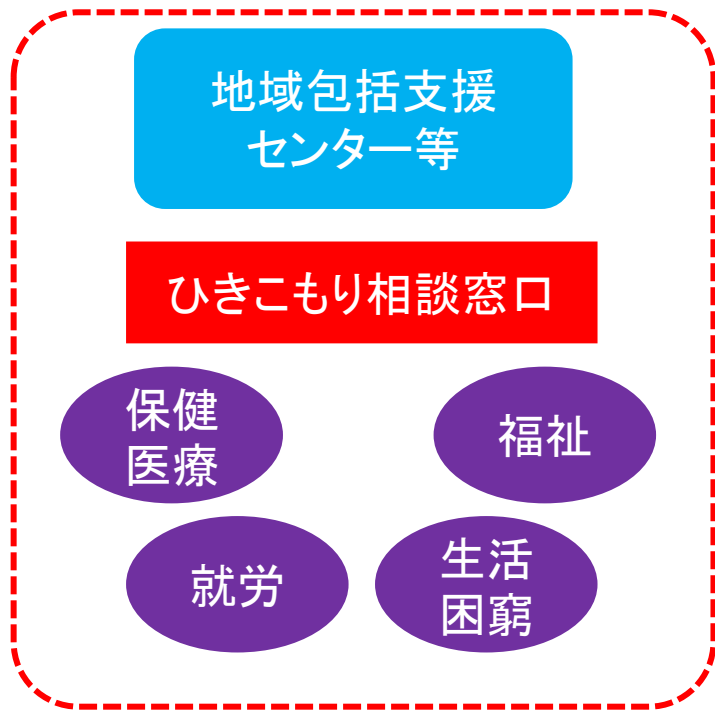 地域包括支援
センター等
ひきこもり相談窓口
保健
医療
福祉
就労
生活
困窮